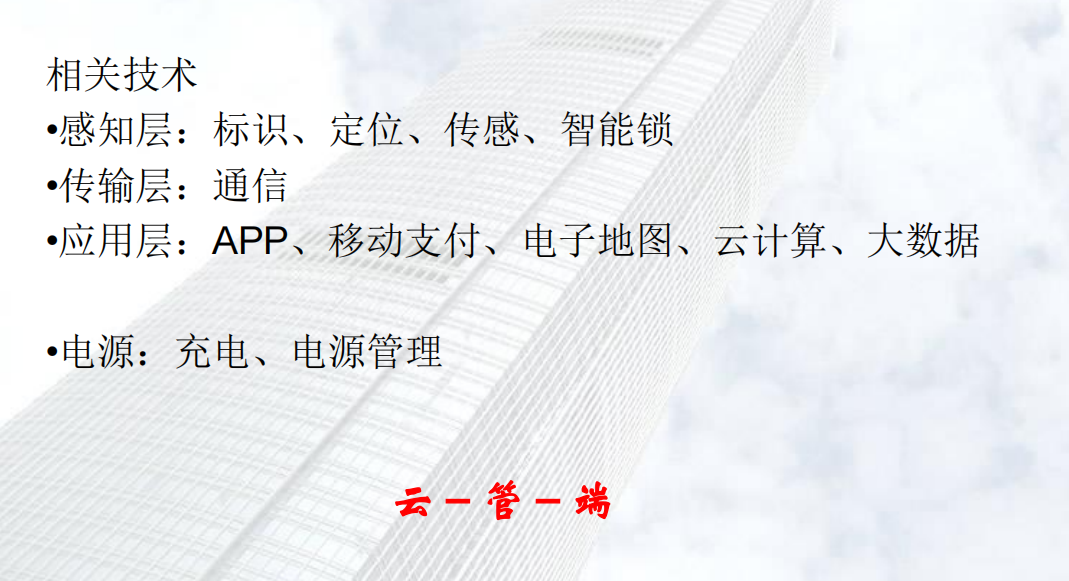 相关技术
•感知层：标识、定位、传感、智能锁
•传输层：通信
•应用层：APP、移动支付、电子地图、云计算、大数据
•电源：充电、电源管理
云－管－端